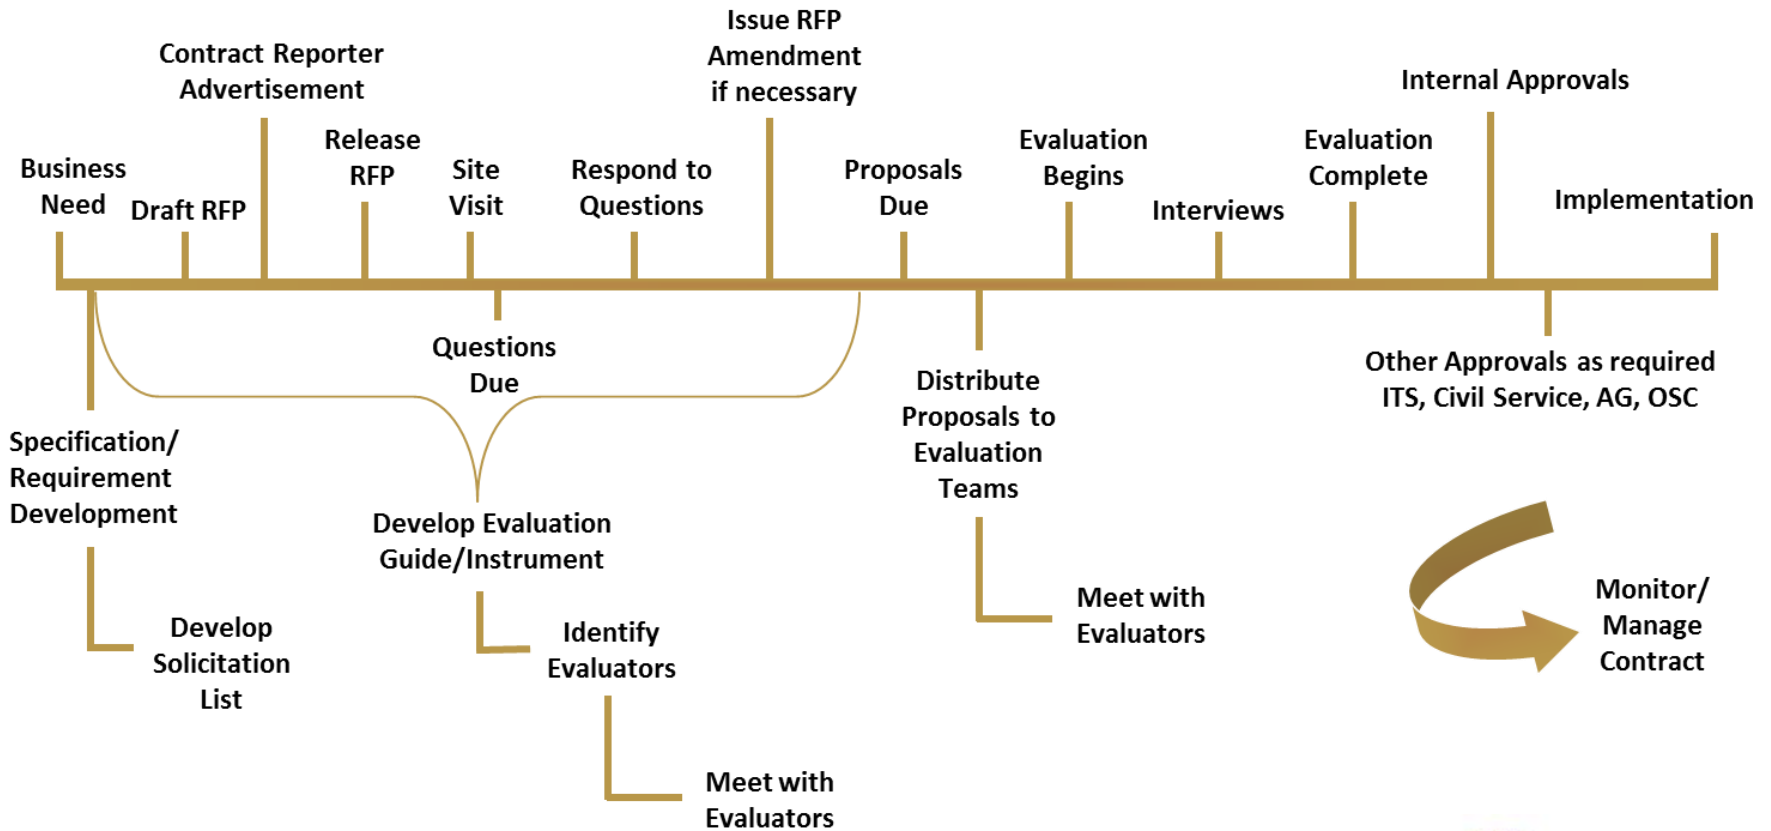 Business
Need
Draft RFP
Contract Reporter
Advertisement
Release
RFP
Site
Visit
Respond to
Questions
Issue RFP
Amendment
if necessary
Proposals
Due
Evaluation
Begins
Interviews
Evaluation
Complete
Internal Approvals
Implementation
Specification/
Requirement
Development
Develop
Solicitation
List
Questions
Due
Develop Evaluation
Guide/Instrument
Identify
Evaluators
Meet with
Evaluators
Distribute
Proposals to
Evaluation
Teams
Meet with
Evaluators
Other Approvals as required
ITS, Civil Service, AG, OSC
Monitor/
Manage
Contract